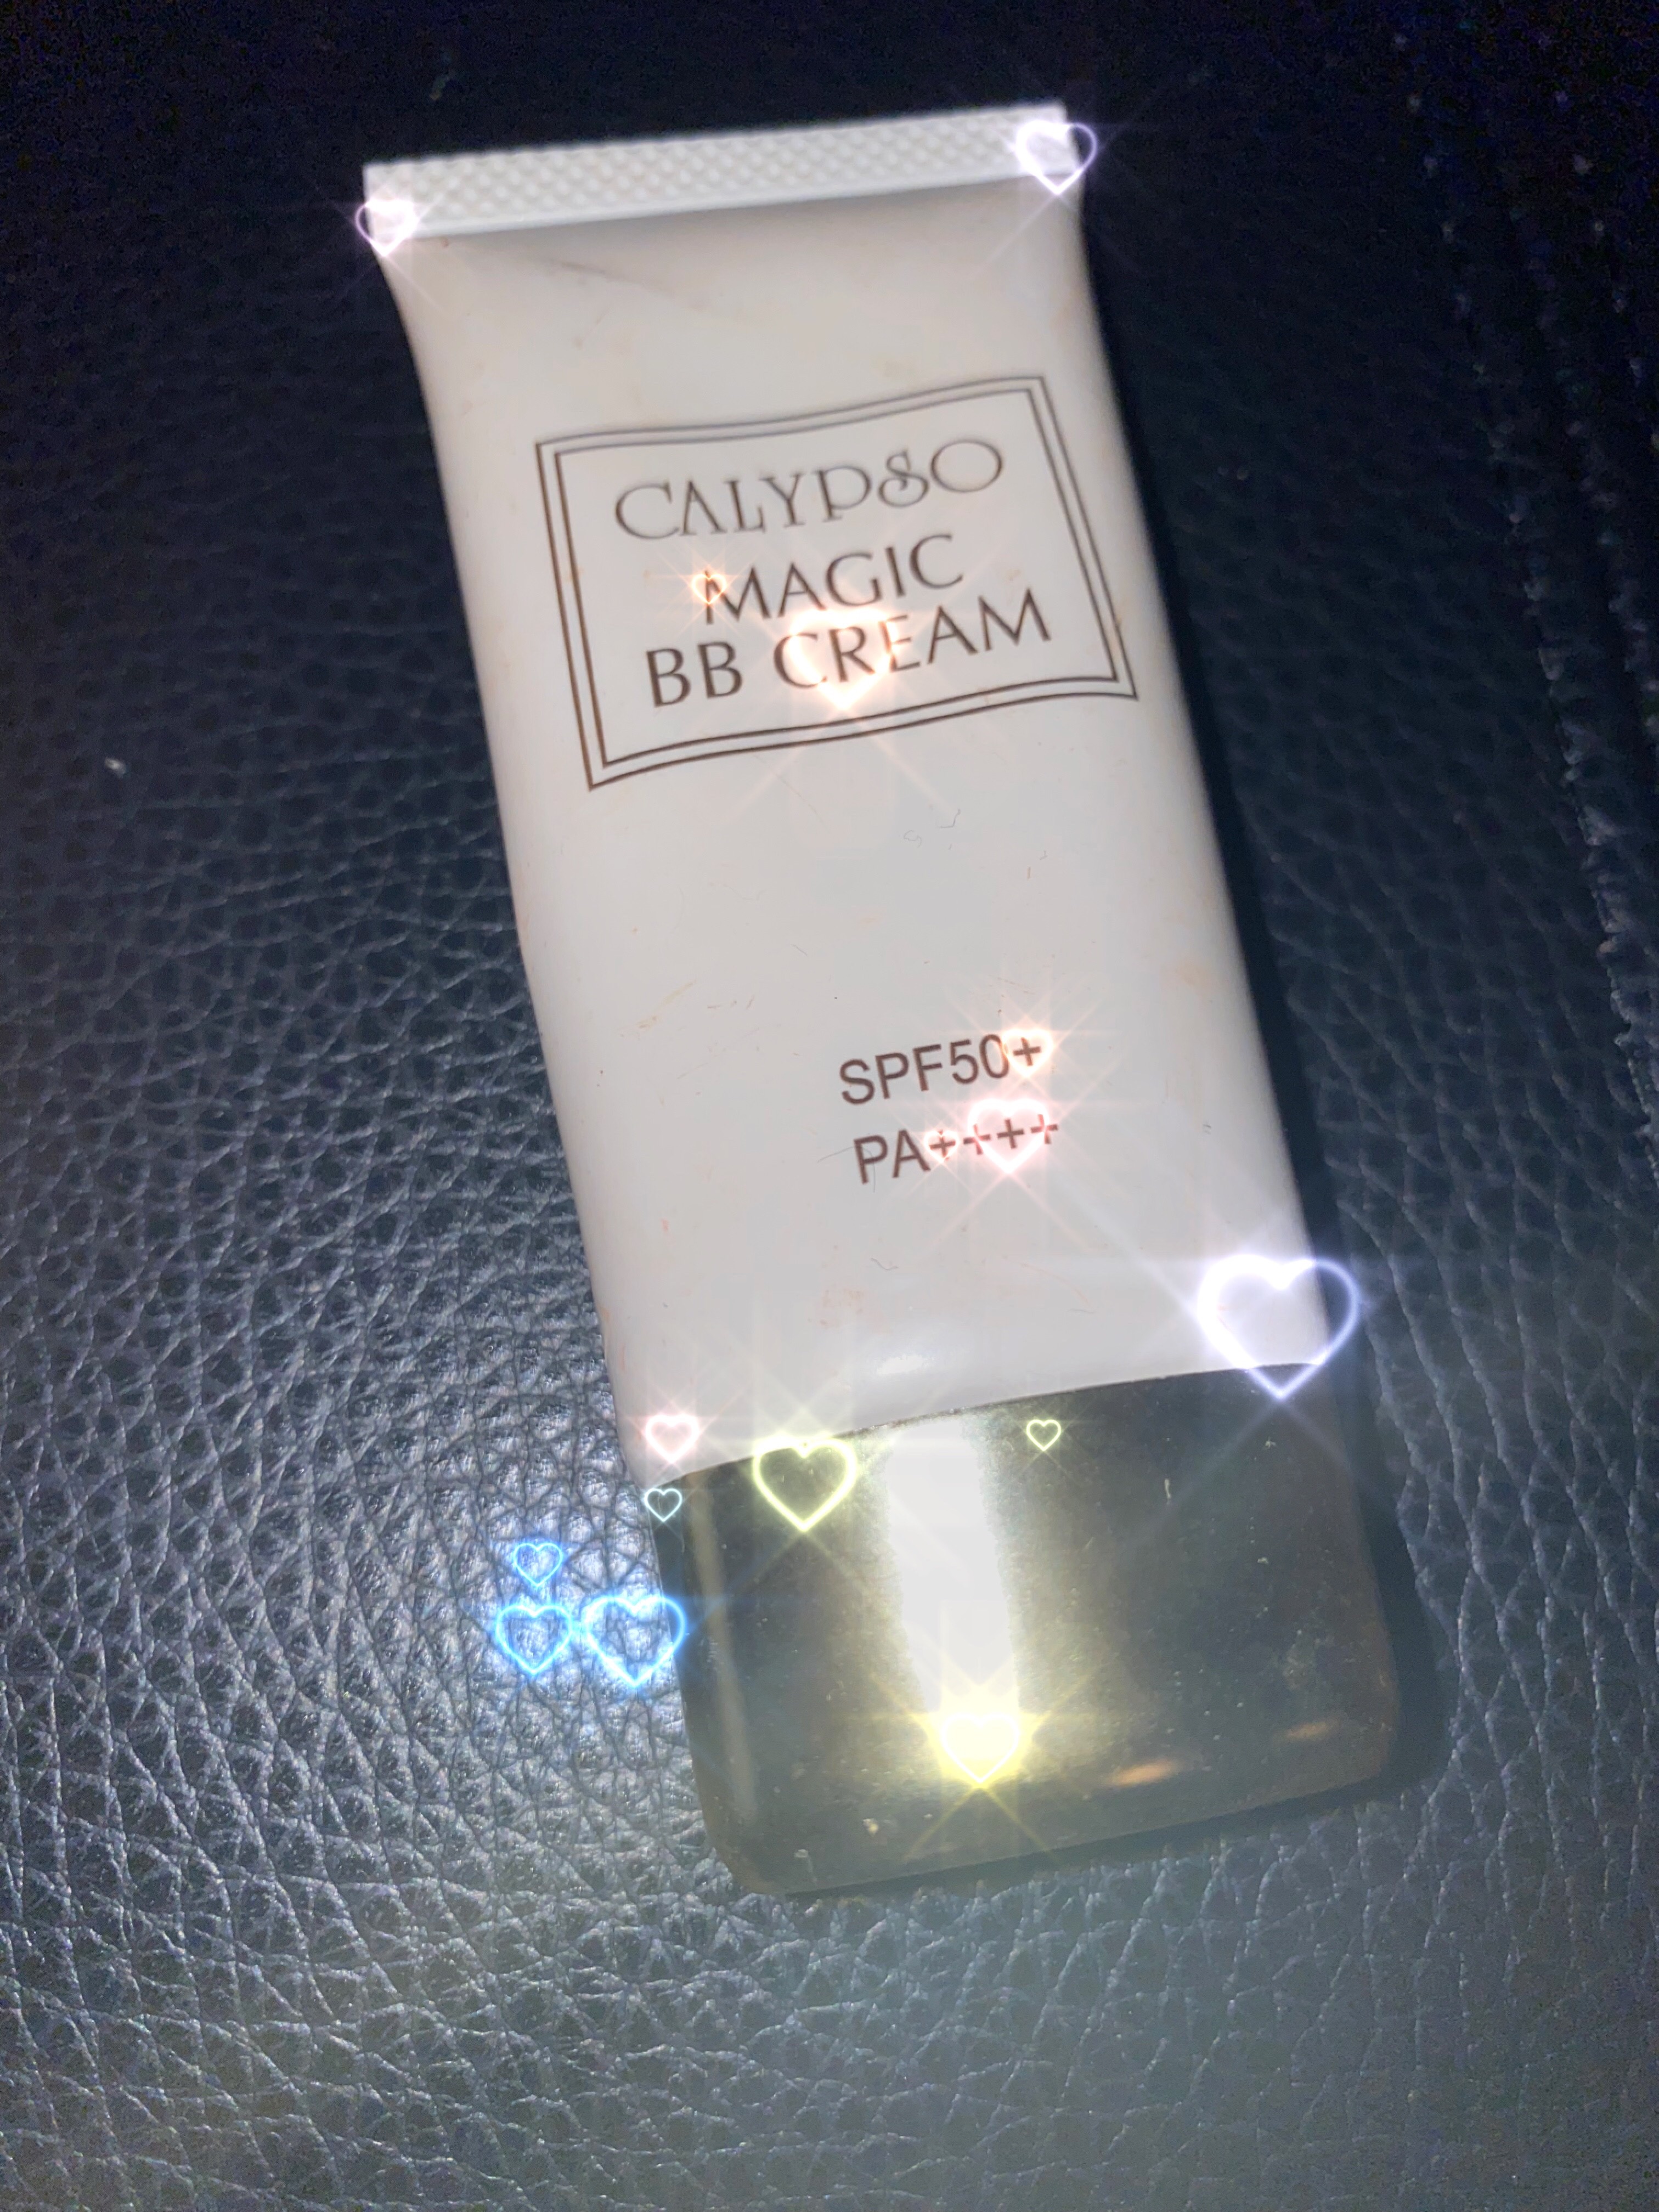 CALYPSO
MAGIC
BB CREAM
SPF50+
PA++++